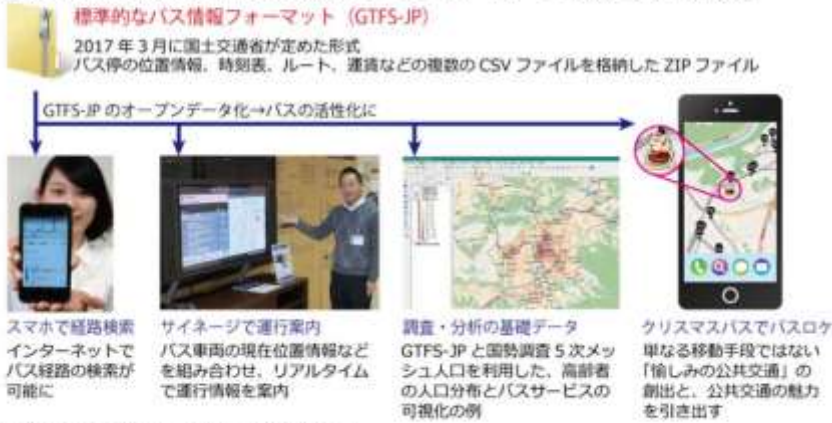 標準的なバス情報フォーマット（GTFS-JP）
2017 年 3 月に国土交通省が定めた形式
バス停の位置情報、時刻表、ルート、運賃などの複数の CSV ファイルを格納した ZIP ファイル
GTFS-JP のオープンデータ化→バスの活性化に
スマホで経路検索
インターネットで
バス経路の検索が
可能に
サイネージで運行案内
バス車両の現在位置情報など
を組み合わせ、リアルタイム
で運行情報を案内
調査・分析の基礎データ
GTFS-JP と国勢調査 5 次メッ
シュ人口を利用した、高齢者
の人口分布とバスサービスの
可視化の例
クリスマスバスでバスロケ
単なる移動手段ではない
「愉しみの公共交通」の
創出と、公共交通の魅力
を引き出す